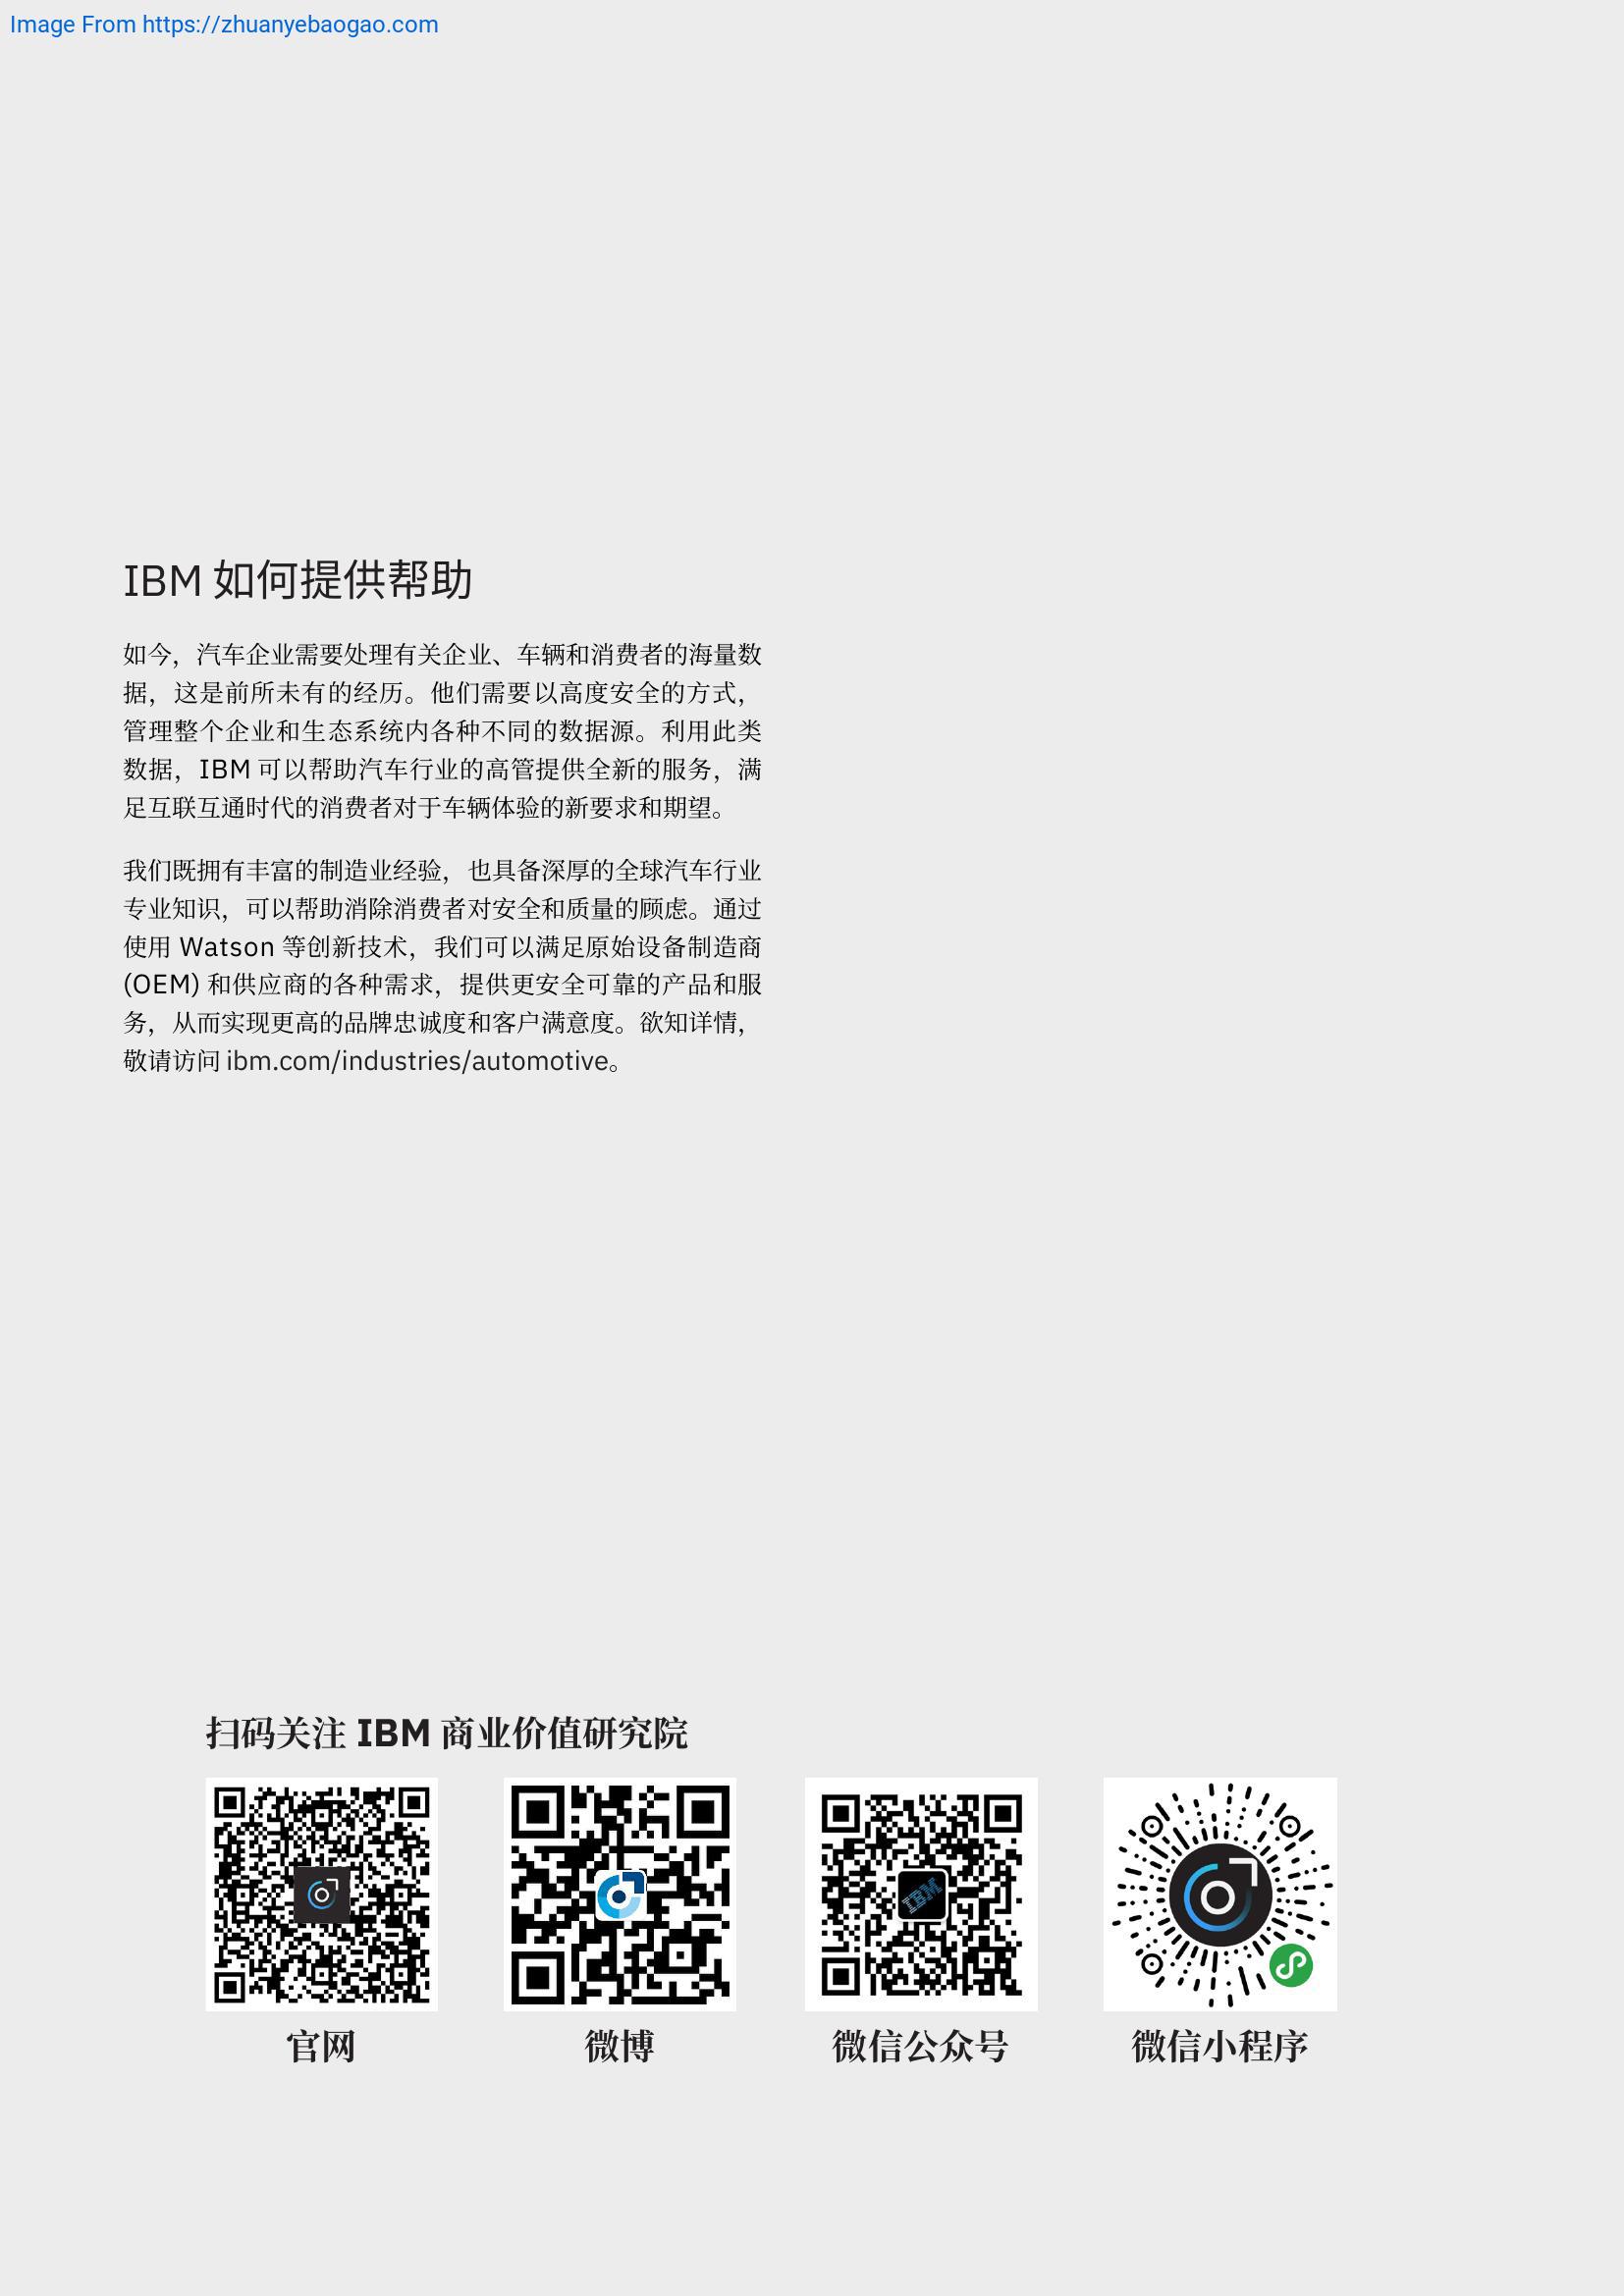 Image From https://zhuanyebaogao.com
IBM 如何提供帮助
如今，汽车企业需要处理有关企业、车辆和消费者的海量数
据，这是前所未有的经历。他们需要以高度安全的方式，
管理整个企业和生态系统内各种不同的数据源。利用此类
数据，IBM 可以帮助汽车行业的高管提供全新的服务，满
足互联互通时代的消费者对于车辆体验的新要求和期望。
我们既拥有丰富的制造业经验，也具备深厚的全球汽车行业
专业知识，可以帮助消除消费者对安全和质量的顾虑。通过
使用 Watson 等创新技术，我们可以满足原始设备制造商
(OEM) 和供应商的各种需求，提供更安全可靠的产品和服
务，从而实现更高的品牌忠诚度和客户满意度。欲知详情，
敬请访问 ibm.com/industries/automotive。
扫码关注 IBM 商业价值研究院
IBM
官网
微博
微信公众号
微信小程序